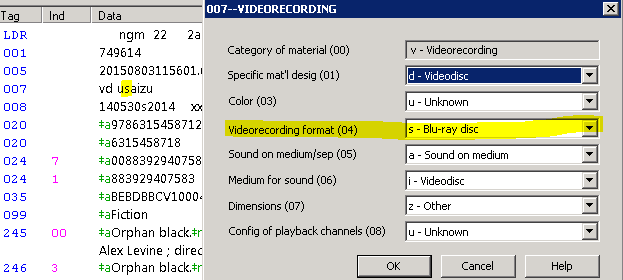 Tag Ind Data
LDR ngm 22 2a
001 749614
005 20150803115601.
007 vd usaizu
008 140530s2014 xx
020 ‡a9786315458712
020 ‡a6315458718
024 7 ‡a0088392940758
024 1 ‡a883929407583
035 ‡aBEBDBBCV10004
099 ‡aFiction
245 00 ‡aOrphan black.
Alex Levine ; direc
246 3 ‡aOrphan black.
007--VIDEORECORDING
Category of material (00) v - Videorecording
Specific mat'l desig (01) d - Videodisc
Color (03) u - Unknown
Videorecording format (04) s - Blu-ray disc
Sound on medium/sep (05) a - Sound on medium
Medium for sound (06) i - Videodisc
Dimensions (07) z - Other
Config of playback channels (08) u - Unknown
OK Cancel Help